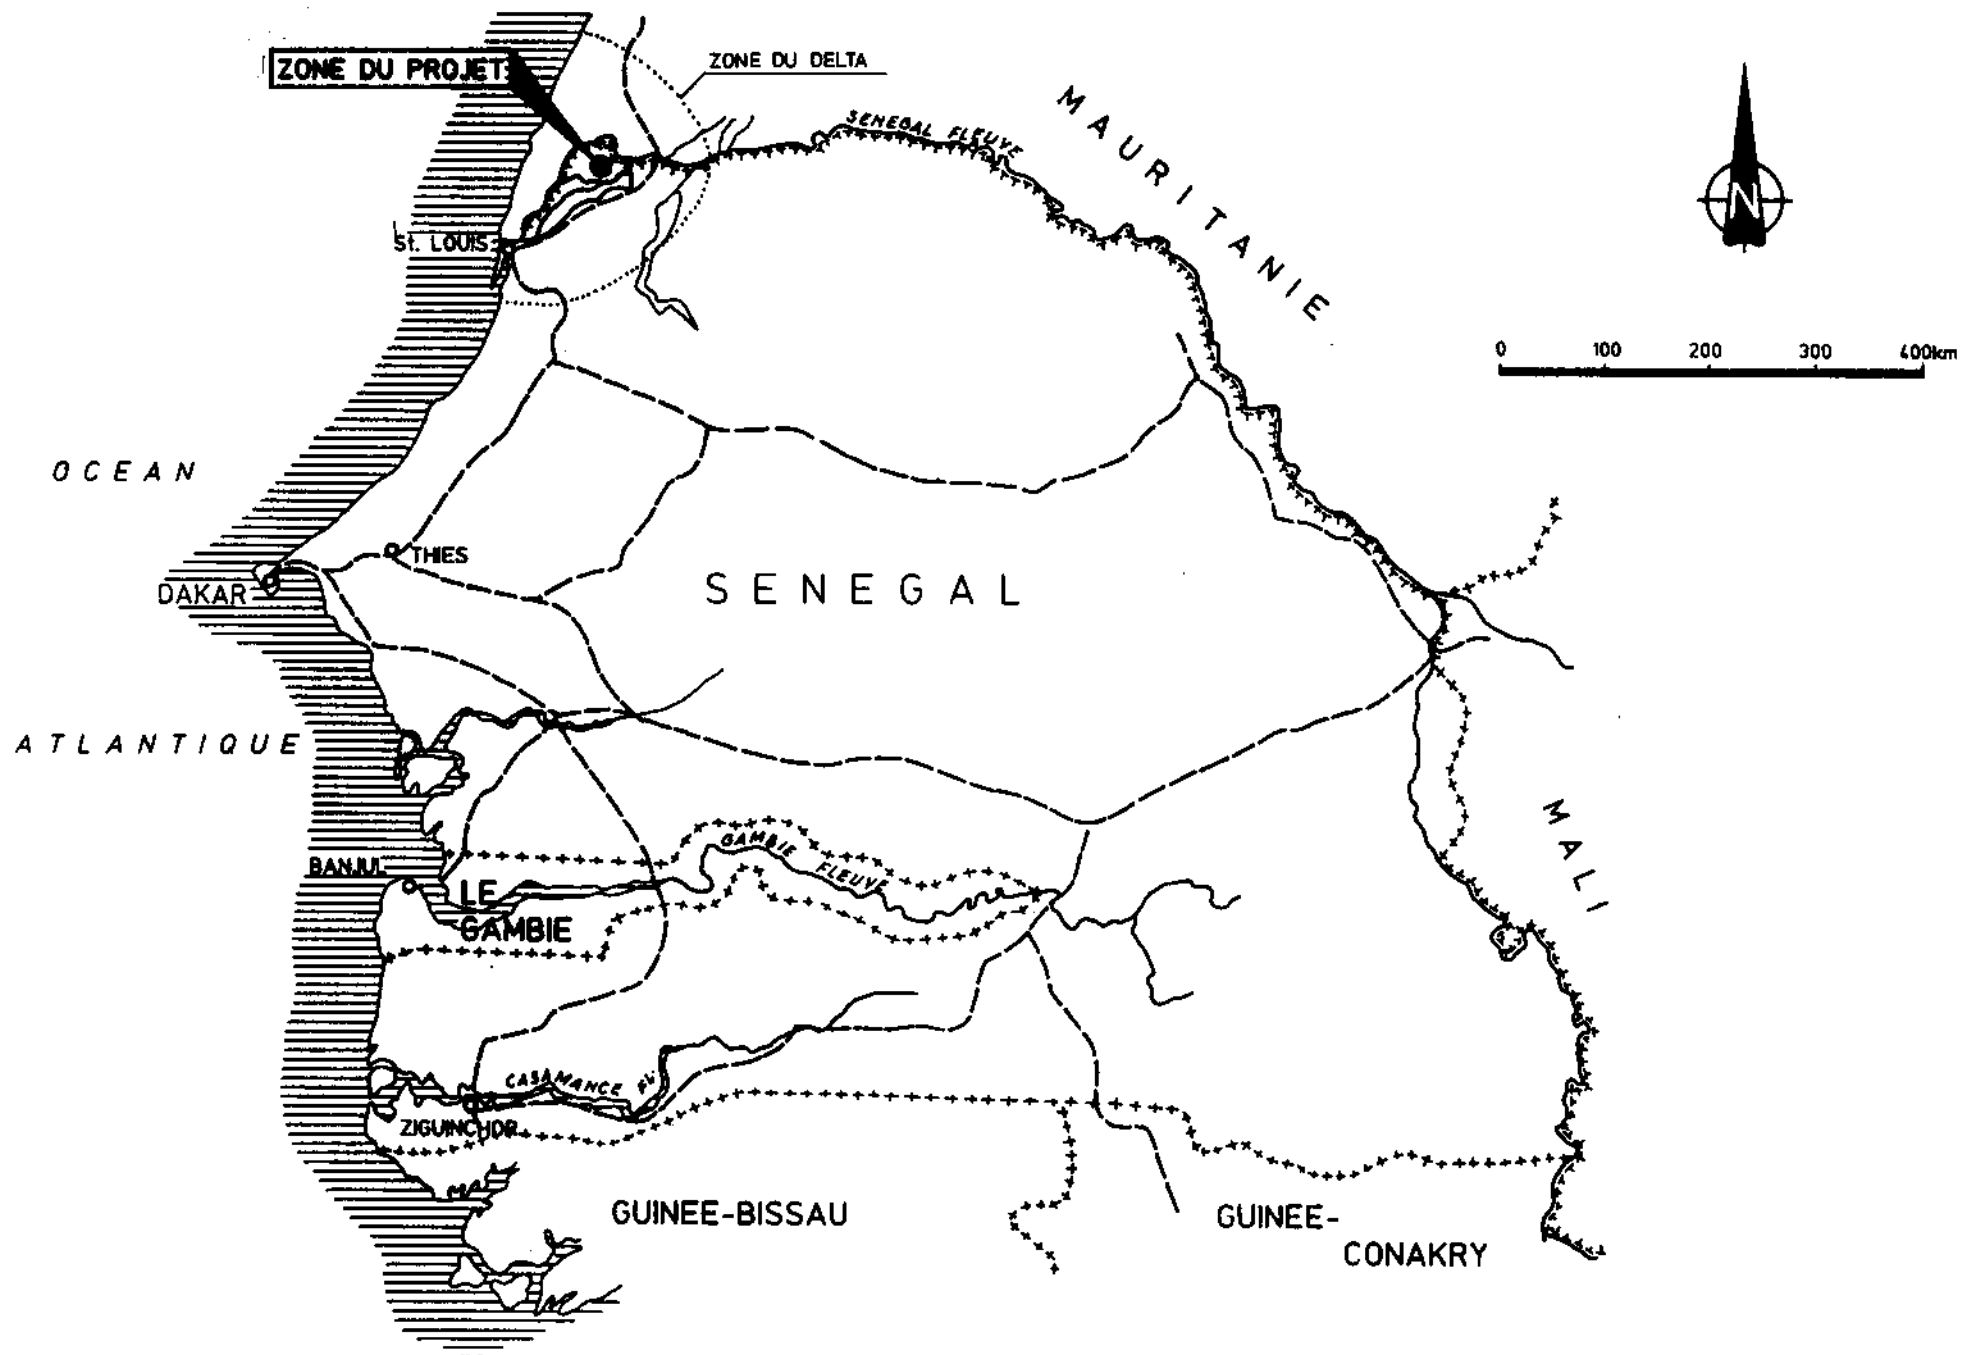 ZONE DU PROJET
ZONE DU DELTA
SENEGAL FLEUVE
MAURITANIE
N
St. LOUIS
0 100 200 300 400km
OCEAN
THIES
DAKAR
SENEGAL
ATLANTIQUE
MALI
GAMBIE FLEUVE
BANJUL
LE
GAMBIE
CASAMANCE FL.
ZIGUINCHOR
GUINEE-BISSAU
GUINEE-
CONAKRY